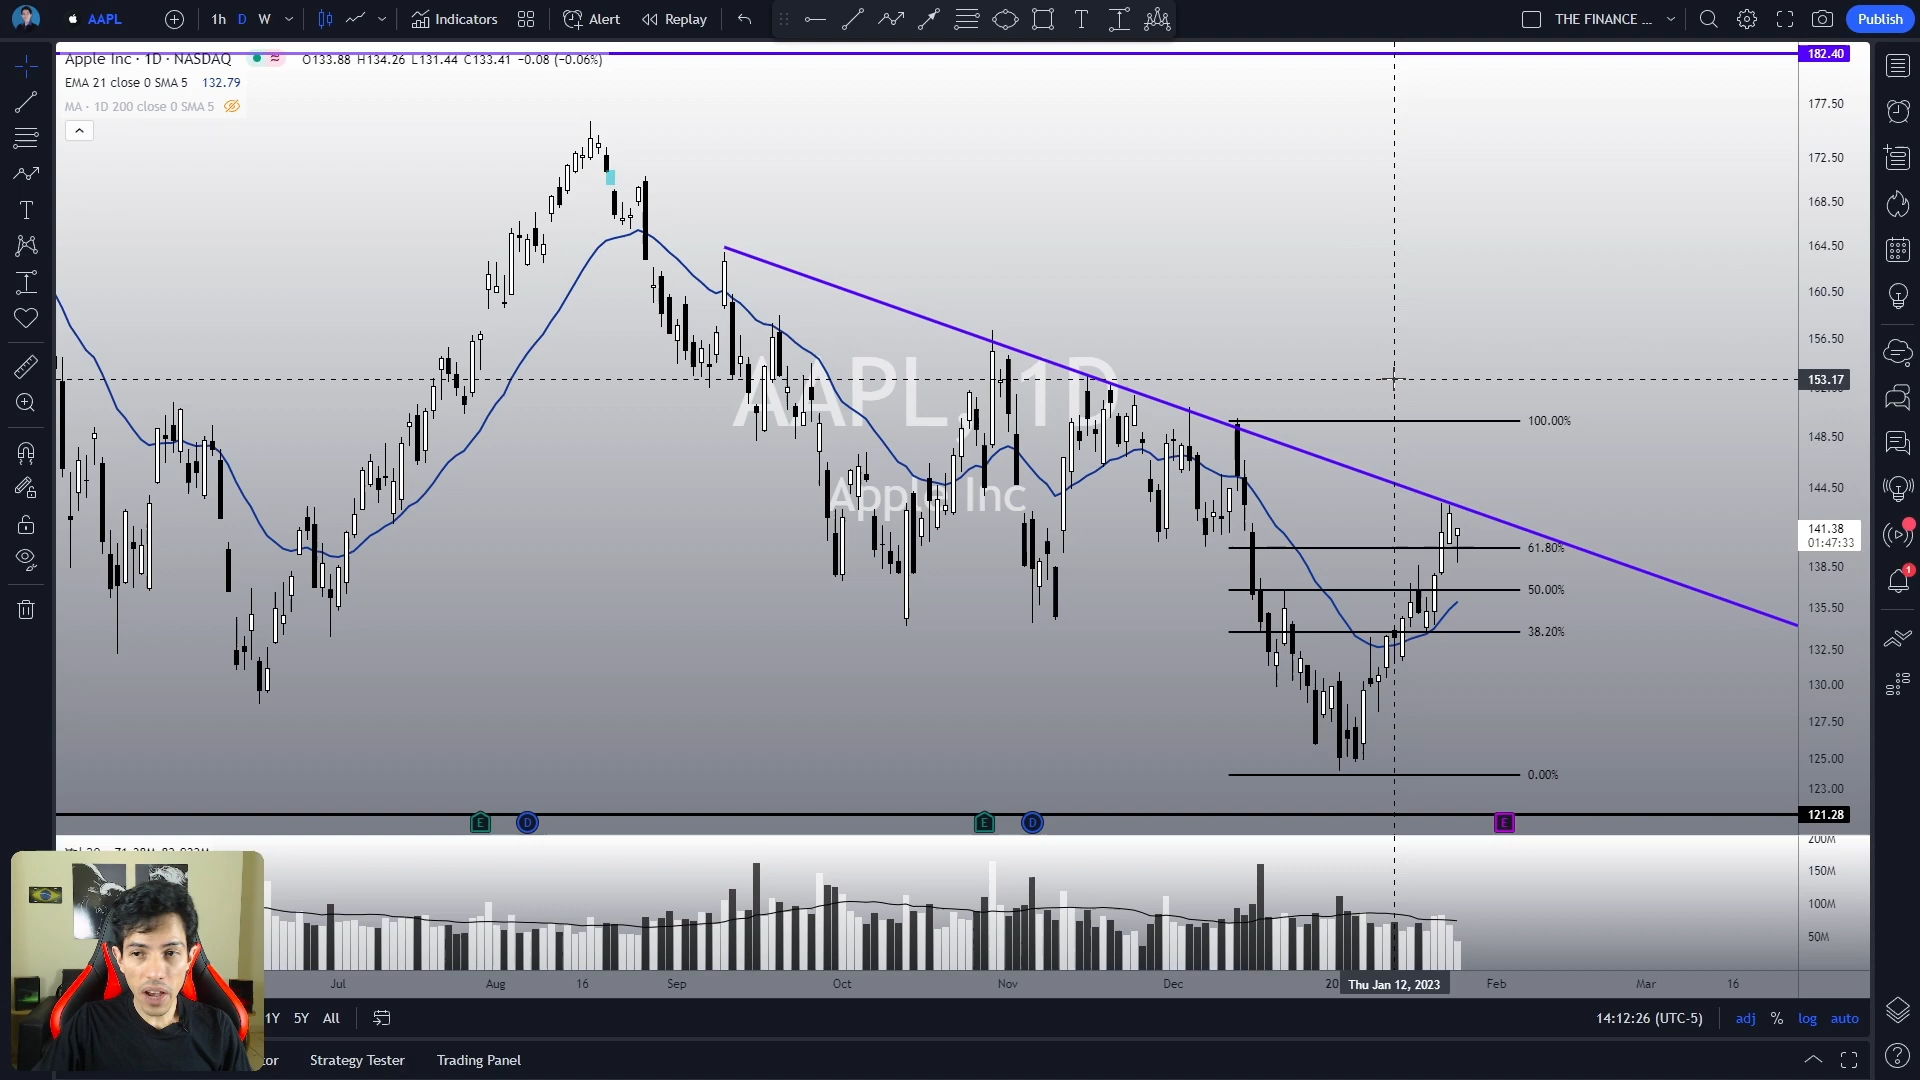 AAPL 1h D W Indicators Alert Replay THE FINANCE ... Publish
Apple Inc · 1D · NASDAQ O133.88 H134.26 L131.44 C133.41 −0.08 (−0.06%)
EMA 21 close 0 SMA 5 132.79
MA · 1D 200 close 0 SMA 5
182.40
177.50
172.50
168.50
164.50
160.50
156.50
153.17
148.50
144.50
141.38
01:47:33
138.50
135.50
132.50
130.00
127.50
125.00
123.00
121.28
AAPL, 1D
Apple Inc
100.00%
61.80%
50.00%
38.20%
0.00%
E D E D E
200M
150M
100M
50M
Jul Aug 16 Sep Oct Nov Dec 20 Thu Jan 12, 2023 Feb Mar 16
1Y 5Y All 14:12:26 (UTC-5) adj % log auto
tor Strategy Tester Trading Panel
1